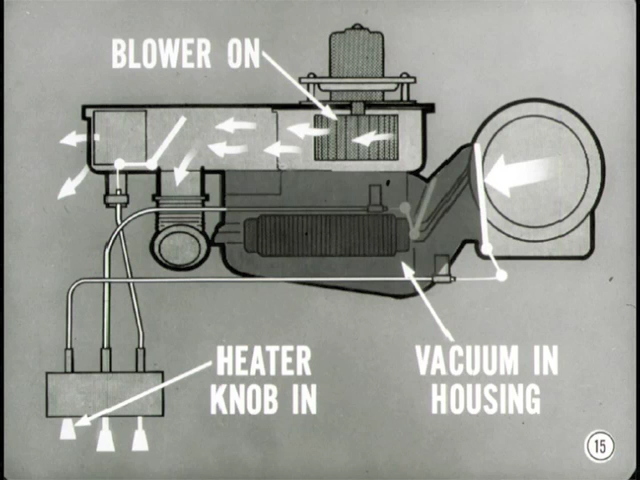 BLOWER ON
HEATER
KNOB IN
VACUUM IN
HOUSING
15